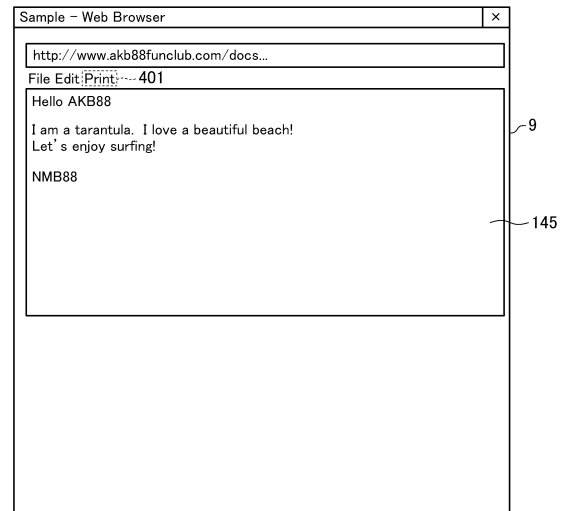 Sample - Web Browser ×
http://www.akb88funclub.com/docs...
File Edit Print 401
Hello AKB88
I am a tarantula. I love a beautiful beach!
Let's enjoy surfing!
NMB88
9
145